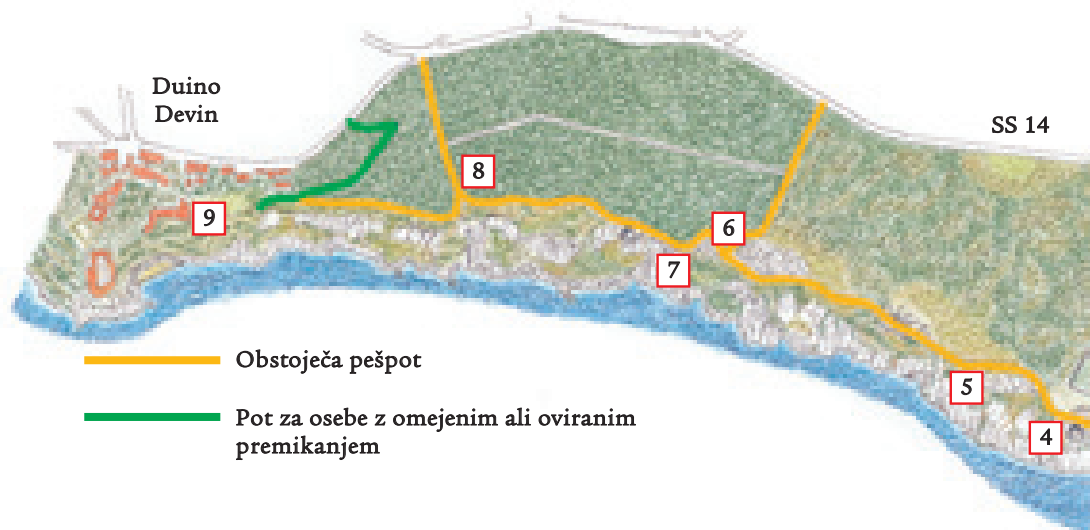 Duino
Devin
SS 14
8
9
6
7
5
4
Obstoječa pešpot
Pot za osebe z omejenim ali oviranim
premikanjem